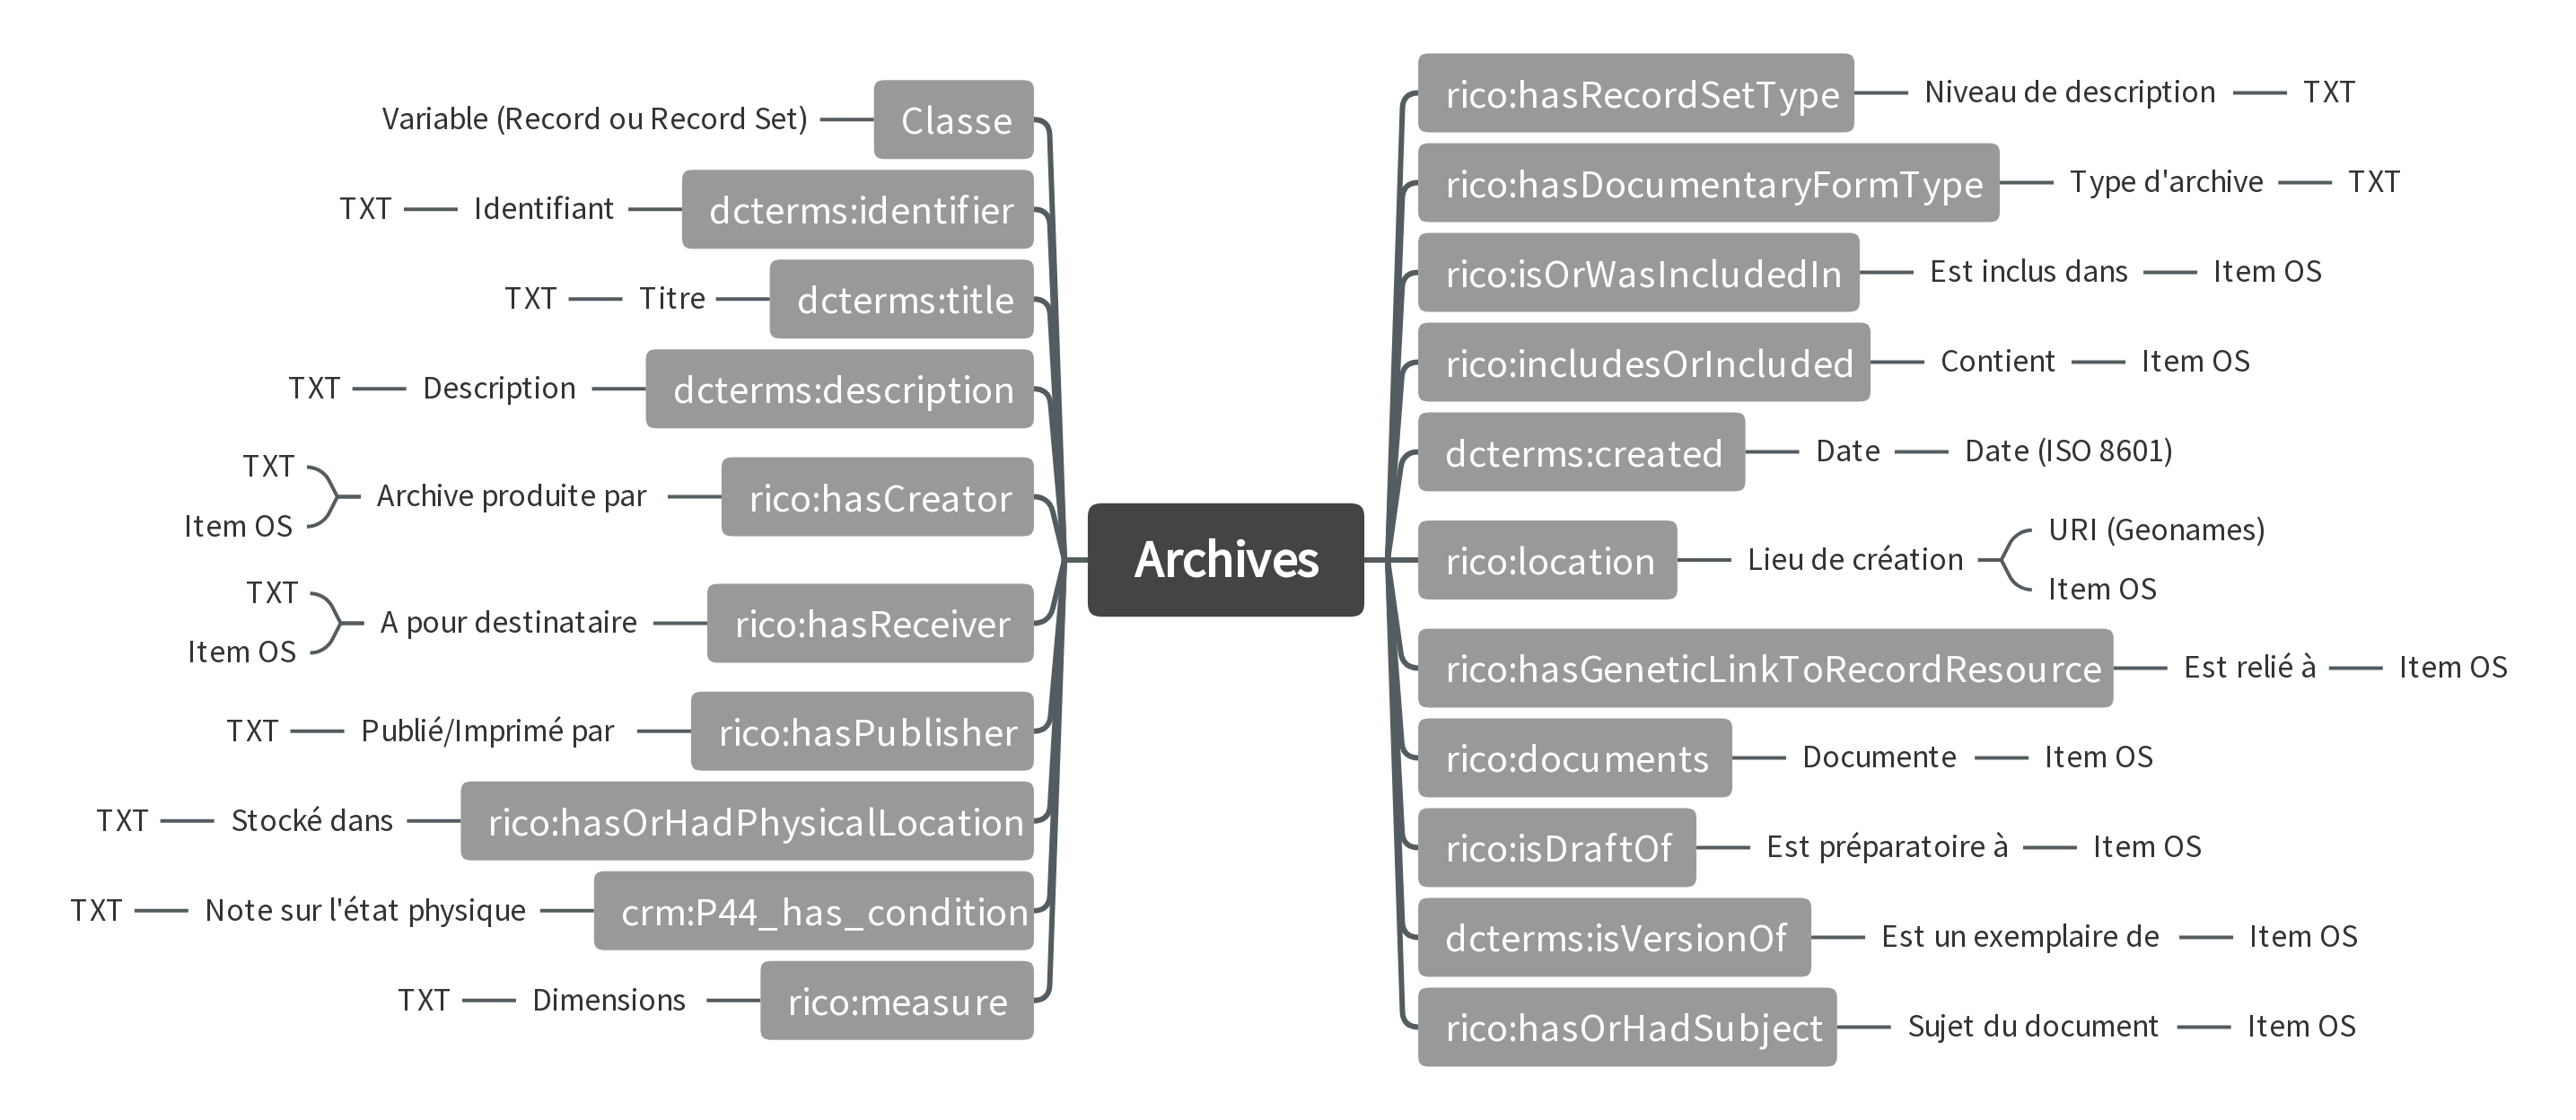 Archives
Classe
Variable (Record ou Record Set)
dcterms:identifier
Identifiant
TXT
dcterms:title
Titre
TXT
dcterms:description
Description
TXT
rico:hasCreator
Archive produite par
TXT
Item OS
rico:hasReceiver
A pour destinataire
TXT
Item OS
rico:hasPublisher
Publié/Imprimé par
TXT
rico:hasOrHadPhysicalLocation
Stocké dans
TXT
crm:P44_has_condition
Note sur l'état physique
TXT
rico:measure
Dimensions
TXT
rico:hasRecordSetType
Niveau de description
TXT
rico:hasDocumentaryFormType
Type d'archive
TXT
rico:isOrWasIncludedIn
Est inclus dans
Item OS
rico:includesOrIncluded
Contient
Item OS
dcterms:created
Date
Date (ISO 8601)
rico:location
Lieu de création
URI (Geonames)
Item OS
rico:hasGeneticLinkToRecordResource
Est relié à
Item OS
rico:documents
Documente
Item OS
rico:isDraftOf
Est préparatoire à
Item OS
dcterms:isVersionOf
Est un exemplaire de
Item OS
rico:hasOrHadSubject
Sujet du document
Item OS